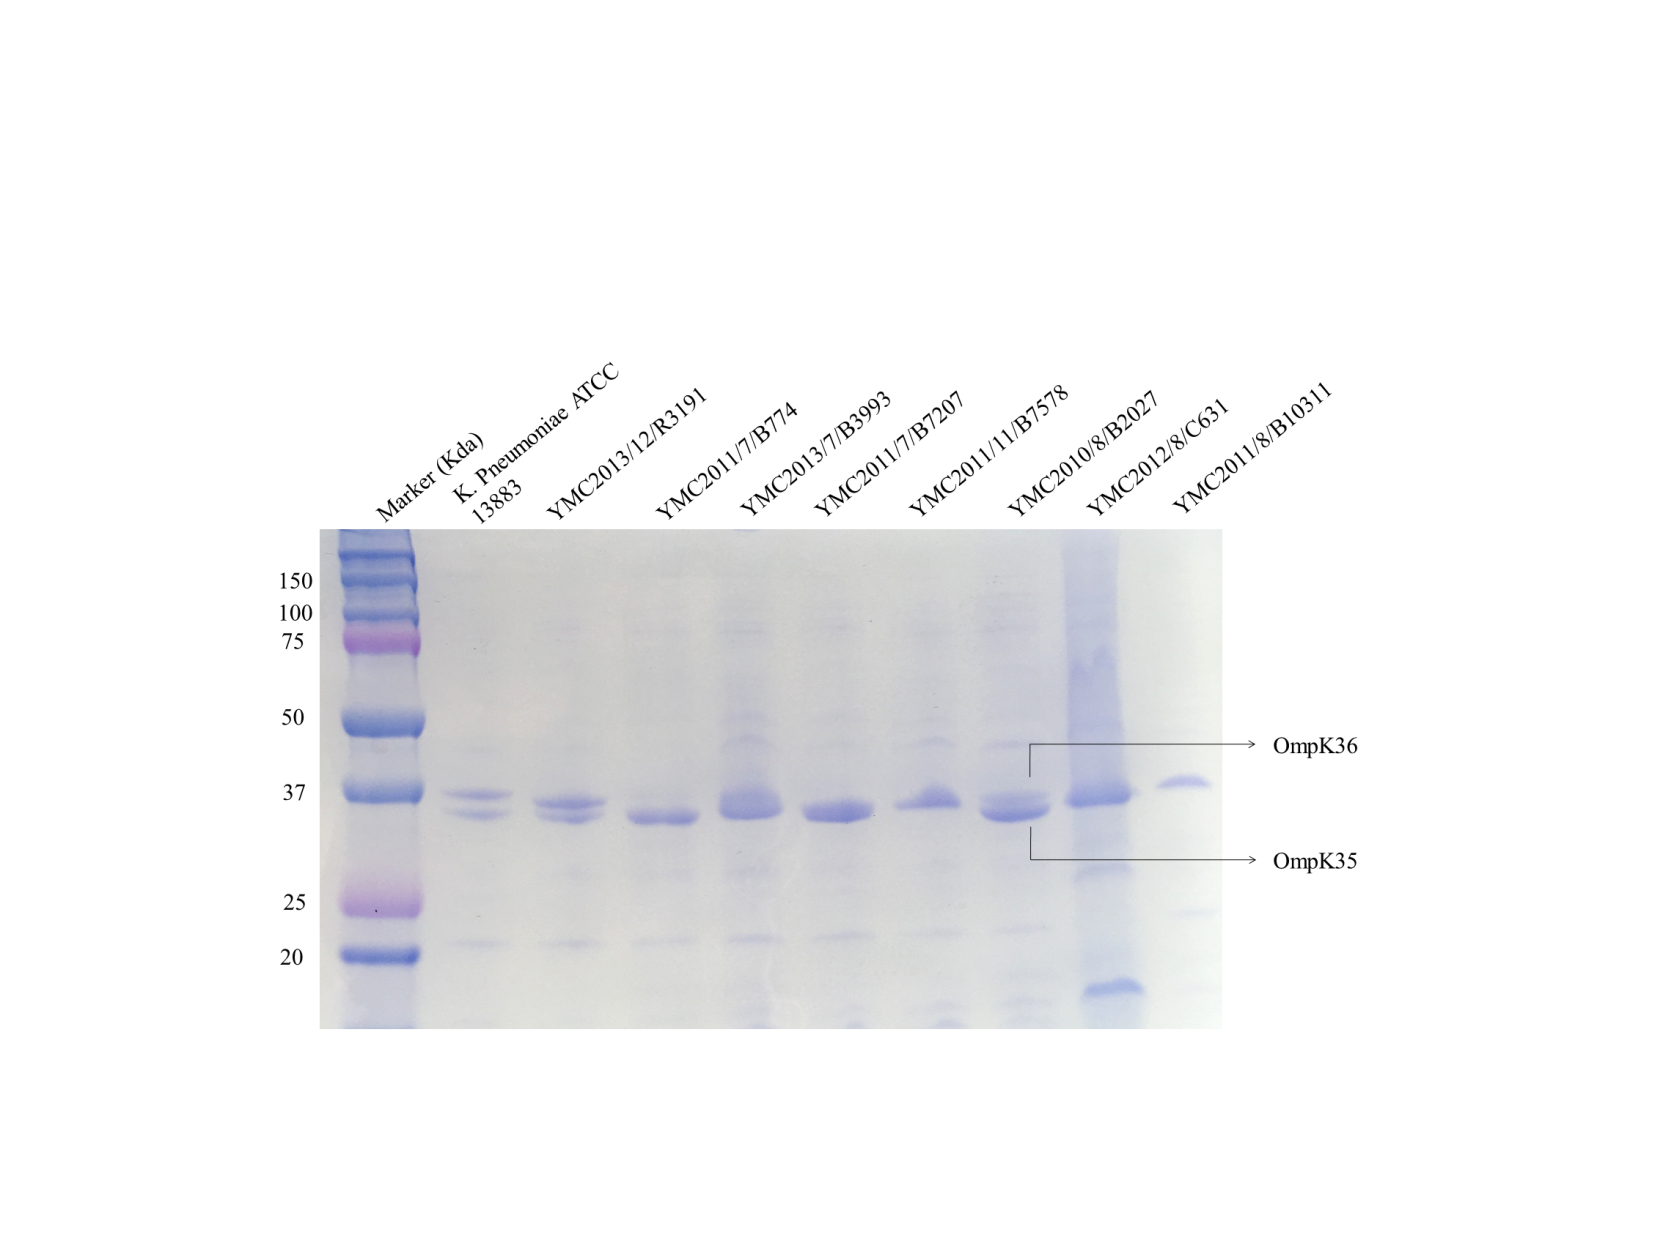 Marker (Kda)
K. Pneumoniae ATCC
13883
YMC2013/12/R3191
YMC2011/7/B774
YMC2013/7/B3993
YMC2011/7/B7207
YMC2011/11/B7578
YMC2010/8/B2027
YMC2012/8/C631
YMC2011/8/B10311
150
100
75
50
37
25
20
OmpK36
OmpK35